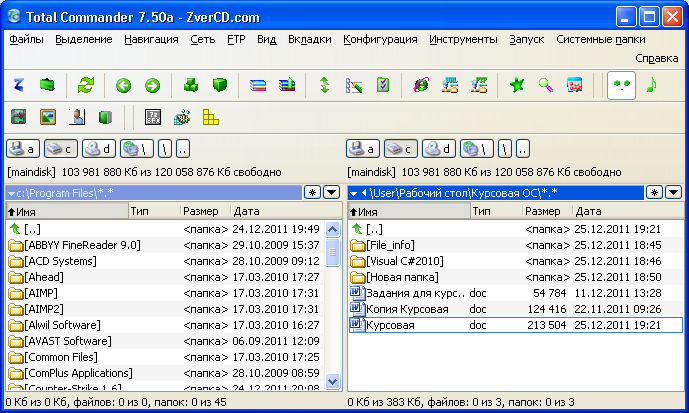 Total Commander 7.50a - ZverCD.com
Файлы Выделение Навигация Сеть FTP Вид Вкладки Конфигурация Инструменты Запуск Системные папки
Справка
a c d \ \ ..
a c d \ \ ..
[maindisk] 103 981 880 Кб из 120 058 876 Кб свободно
[maindisk] 103 981 880 Кб из 120 058 876 Кб свободно
c:\Program Files\*.*
Имя Тип Размер Дата
[..] <папка> 24.12.2011 19:49
[ABBYY FineReader 9.0] <папка> 29.10.2009 15:37
[ACD Systems] <папка> 28.10.2009 09:12
[Ahead] <папка> 17.03.2010 17:27
[AIMP] <папка> 17.03.2010 17:31
[AIMP2] <папка> 17.03.2010 17:31
[Alwil Software] <папка> 17.03.2010 16:27
[AVAST Software] <папка> 06.09.2011 12:09
[Common Files] <папка> 17.03.2010 17:25
[ComPlus Applications] <папка> 28.10.2009 08:59
[Counter-Strike 1.6] <папка> 24.12.2011 20:08
0 Кб из 0 Кб, файлов: 0 из 0, папок: 0 из 45
\User\Рабочий стол\Курсовая ОС\*.*
Имя Тип Размер Дата
[..] <папка> 25.12.2011 19:21
[File_info] <папка> 25.12.2011 18:45
[Visual C#2010] <папка> 25.12.2011 18:46
[Новая папка] <папка> 25.12.2011 18:50
Задания для курс... doc 54 784 11.12.2011 13:28
Копия Курсовая doc 124 416 22.11.2011 09:26
Курсовая doc 213 504 25.12.2011 19:21
0 Кб из 383 Кб, файлов: 0 из 3, папок: 0 из 3